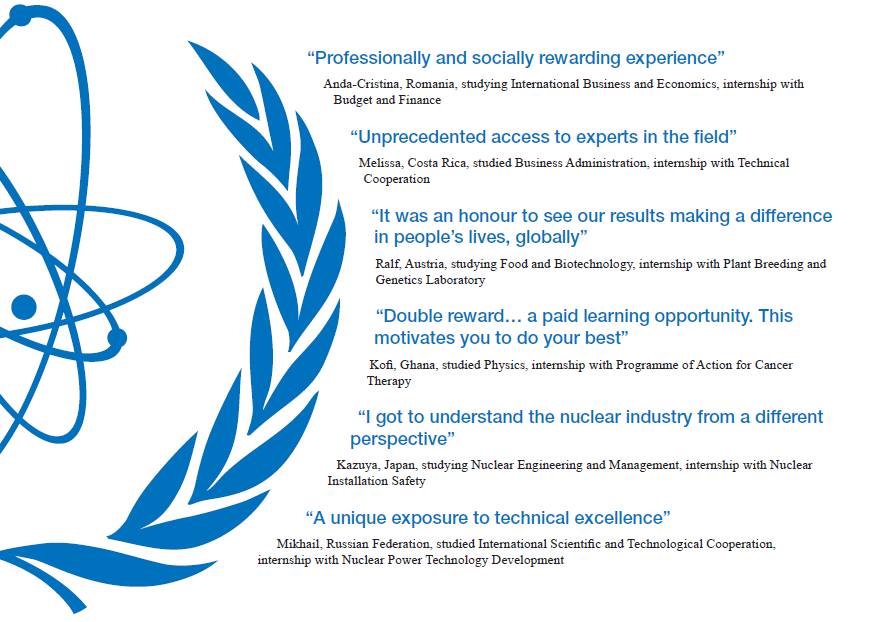 “Professionally and socially rewarding experience”
Anda-Cristina, Romania, studying International Business and Economics, internship with
Budget and Finance
“Unprecedented access to experts in the field”
Melissa, Costa Rica, studied Business Administration, internship with Technical
Cooperation
“It was an honour to see our results making a difference
in people’s lives, globally”
Ralf, Austria, studying Food and Biotechnology, internship with Plant Breeding and
Genetics Laboratory
“Double reward… a paid learning opportunity. This
motivates you to do your best”
Kofi, Ghana, studied Physics, internship with Programme of Action for Cancer
Therapy
“I got to understand the nuclear industry from a different
perspective”
Kazuya, Japan, studying Nuclear Engineering and Management, internship with Nuclear
Installation Safety
“A unique exposure to technical excellence”
Mikhail, Russian Federation, studied International Scientific and Technological Cooperation,
internship with Nuclear Power Technology Development